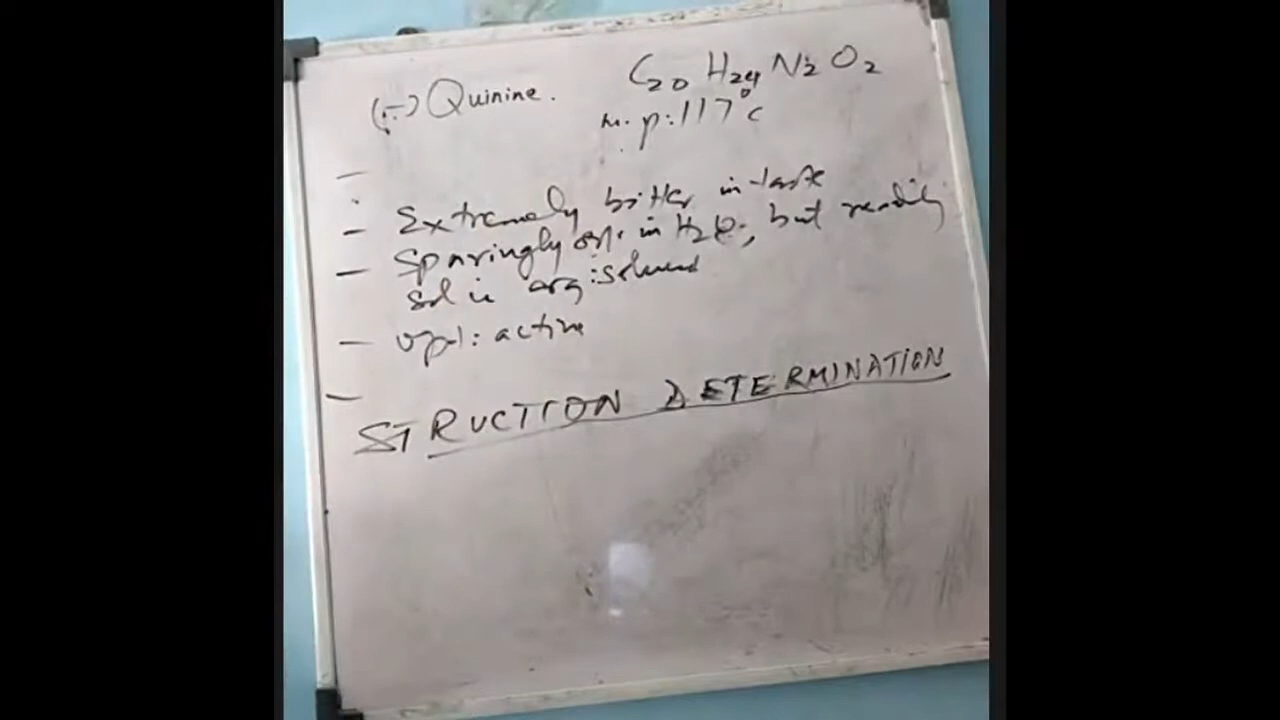 (-) Quinine. C20 H24 N2 O2
m.p: 117°C
—
— Extremely bitter in taste
— Sparingly sol. in H2O, but readily
sol in org: solvent
— opt: active
—
STRUCTION DETERMINATION